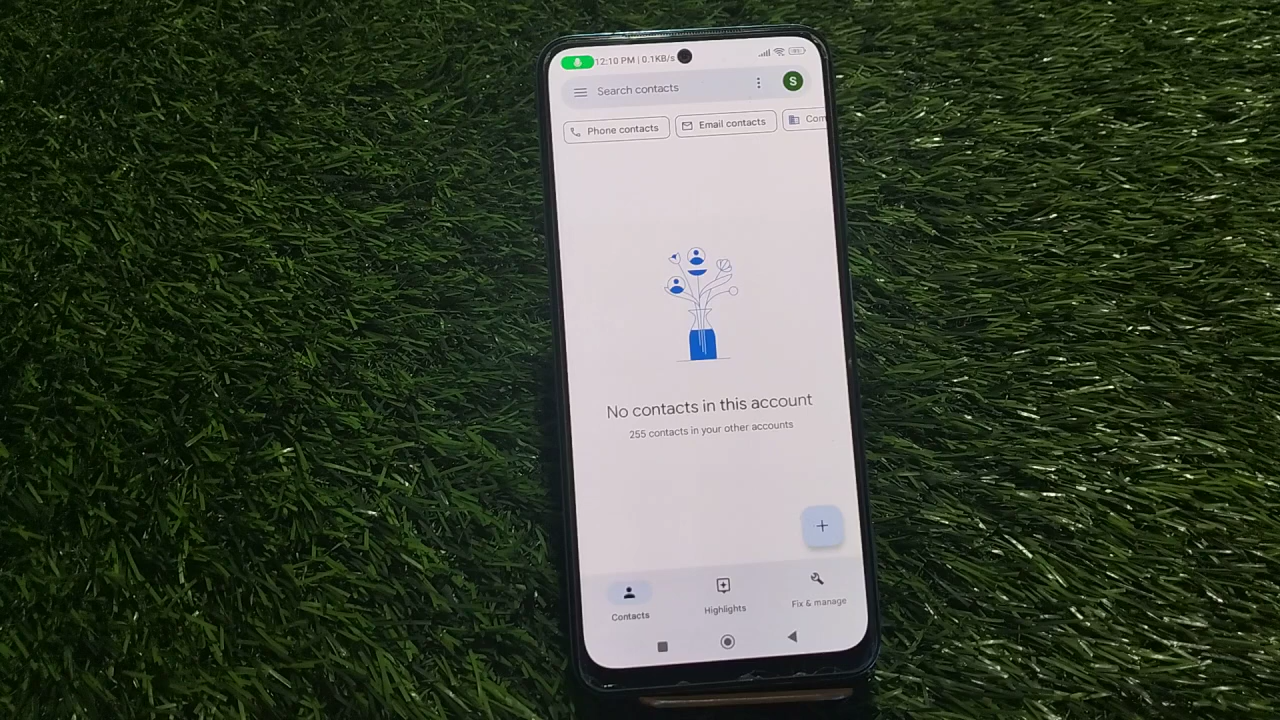 12:10 PM | 0.1KB/s
Search contacts
S
Phone contacts
Email contacts
Com
No contacts in this account
255 contacts in your other accounts
Contacts
Highlights
Fix & manage